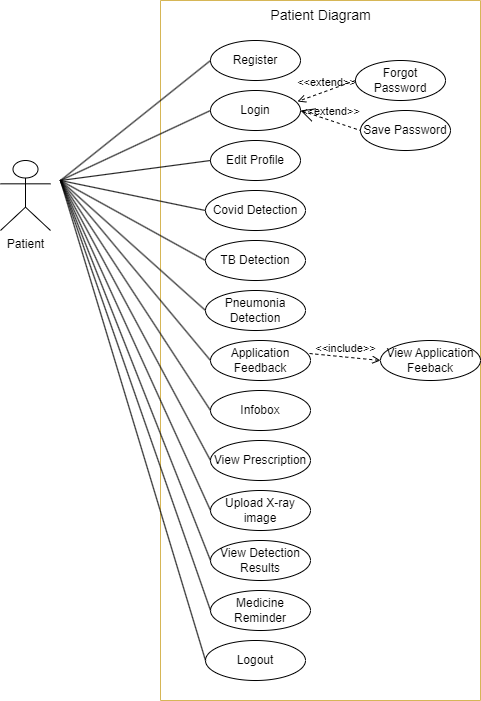 Patient Diagram
Register
Forgot
Password
<<extend>>
Login
<<extend>>
Save Password
Edit Profile
Patient
Covid Detection
TB Detection
Pneumonia
Detection
Application
Feedback
<<include>>
View Application
Feeback
Infobox
View Prescription
Upload X-ray
image
View Detection
Results
Medicine
Reminder
Logout